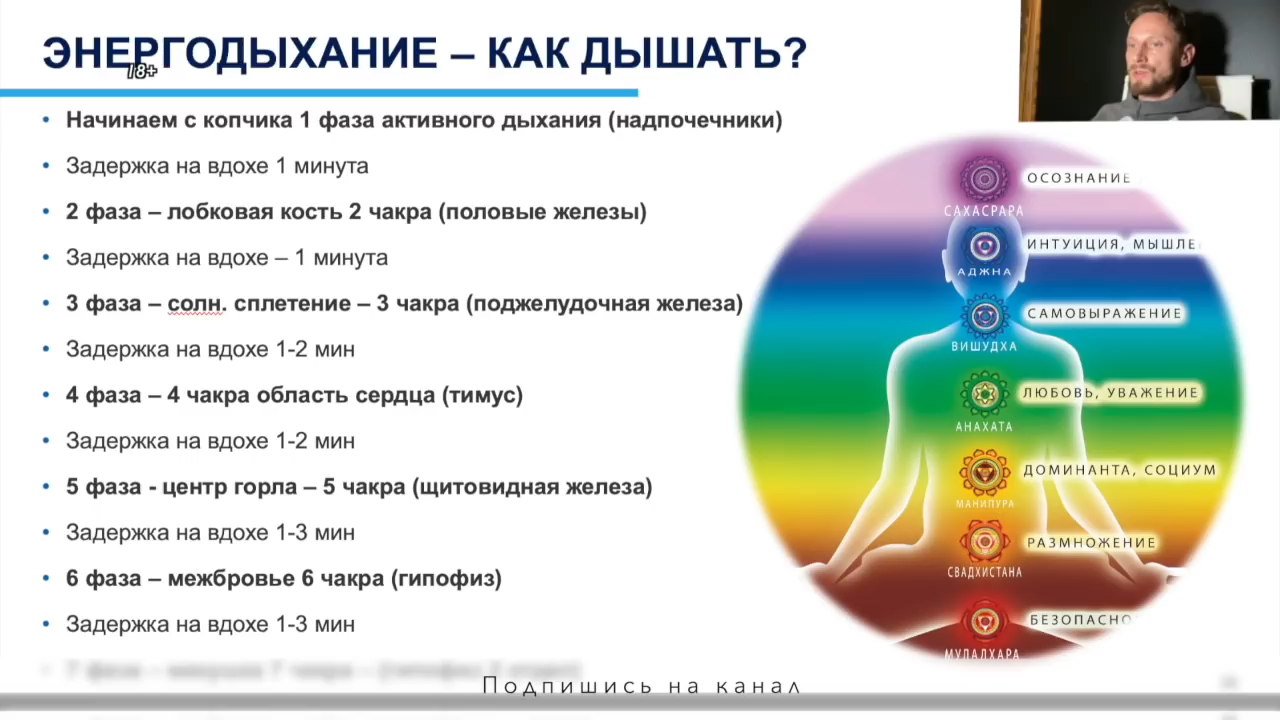 ЭНЕРГОДЫХАНИЕ – КАК ДЫШАТЬ?
18+
• Начинаем с копчика 1 фаза активного дыхания (надпочечники)
• Задержка на вдохе 1 минута
• 2 фаза – лобковая кость 2 чакра (половые железы)
• Задержка на вдохе – 1 минута
• 3 фаза – солн. сплетение – 3 чакра (поджелудочная железа)
• Задержка на вдохе 1-2 мин
• 4 фаза – 4 чакра область сердца (тимус)
• Задержка на вдохе 1-2 мин
• 5 фаза - центр горла – 5 чакра (щитовидная железа)
• Задержка на вдохе 1-3 мин
• 6 фаза – межбровье 6 чакра (гипофиз)
• Задержка на вдохе 1-3 мин
ОСОЗНАНИЕ
САХАСРАРА
ИНТУИЦИЯ, МЫШЛЕ
АДЖНА
САМОВЫРАЖЕНИЕ
ВИШУДХА
ЛЮБОВЬ, УВАЖЕНИЕ
АНАХАТА
ДОМИНАНТА, СОЦИУМ
МАНИПУРА
РАЗМНОЖЕНИЕ
СВАДХИСТАНА
БЕЗОПАСНО
МУЛАДХАРА
Подпишись на канал